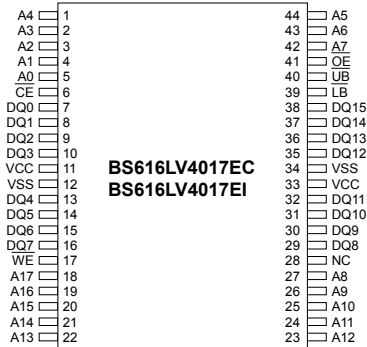 A4 1 44 A5
A3 2 43 A6
A2 3 42 A7
A1 4 41 OE
A0 5 40 UB
CE 6 39 LB
DQ0 7 38 DQ15
DQ1 8 37 DQ14
DQ2 9 36 DQ13
DQ3 10 35 DQ12
VCC 11 BS616LV4017EC 34 VSS
VSS 12 BS616LV4017EI 33 VCC
DQ4 13 32 DQ11
DQ5 14 31 DQ10
DQ6 15 30 DQ9
DQ7 16 29 DQ8
WE 17 28 NC
A17 18 27 A8
A16 19 26 A9
A15 20 25 A10
A14 21 24 A11
A13 22 23 A12